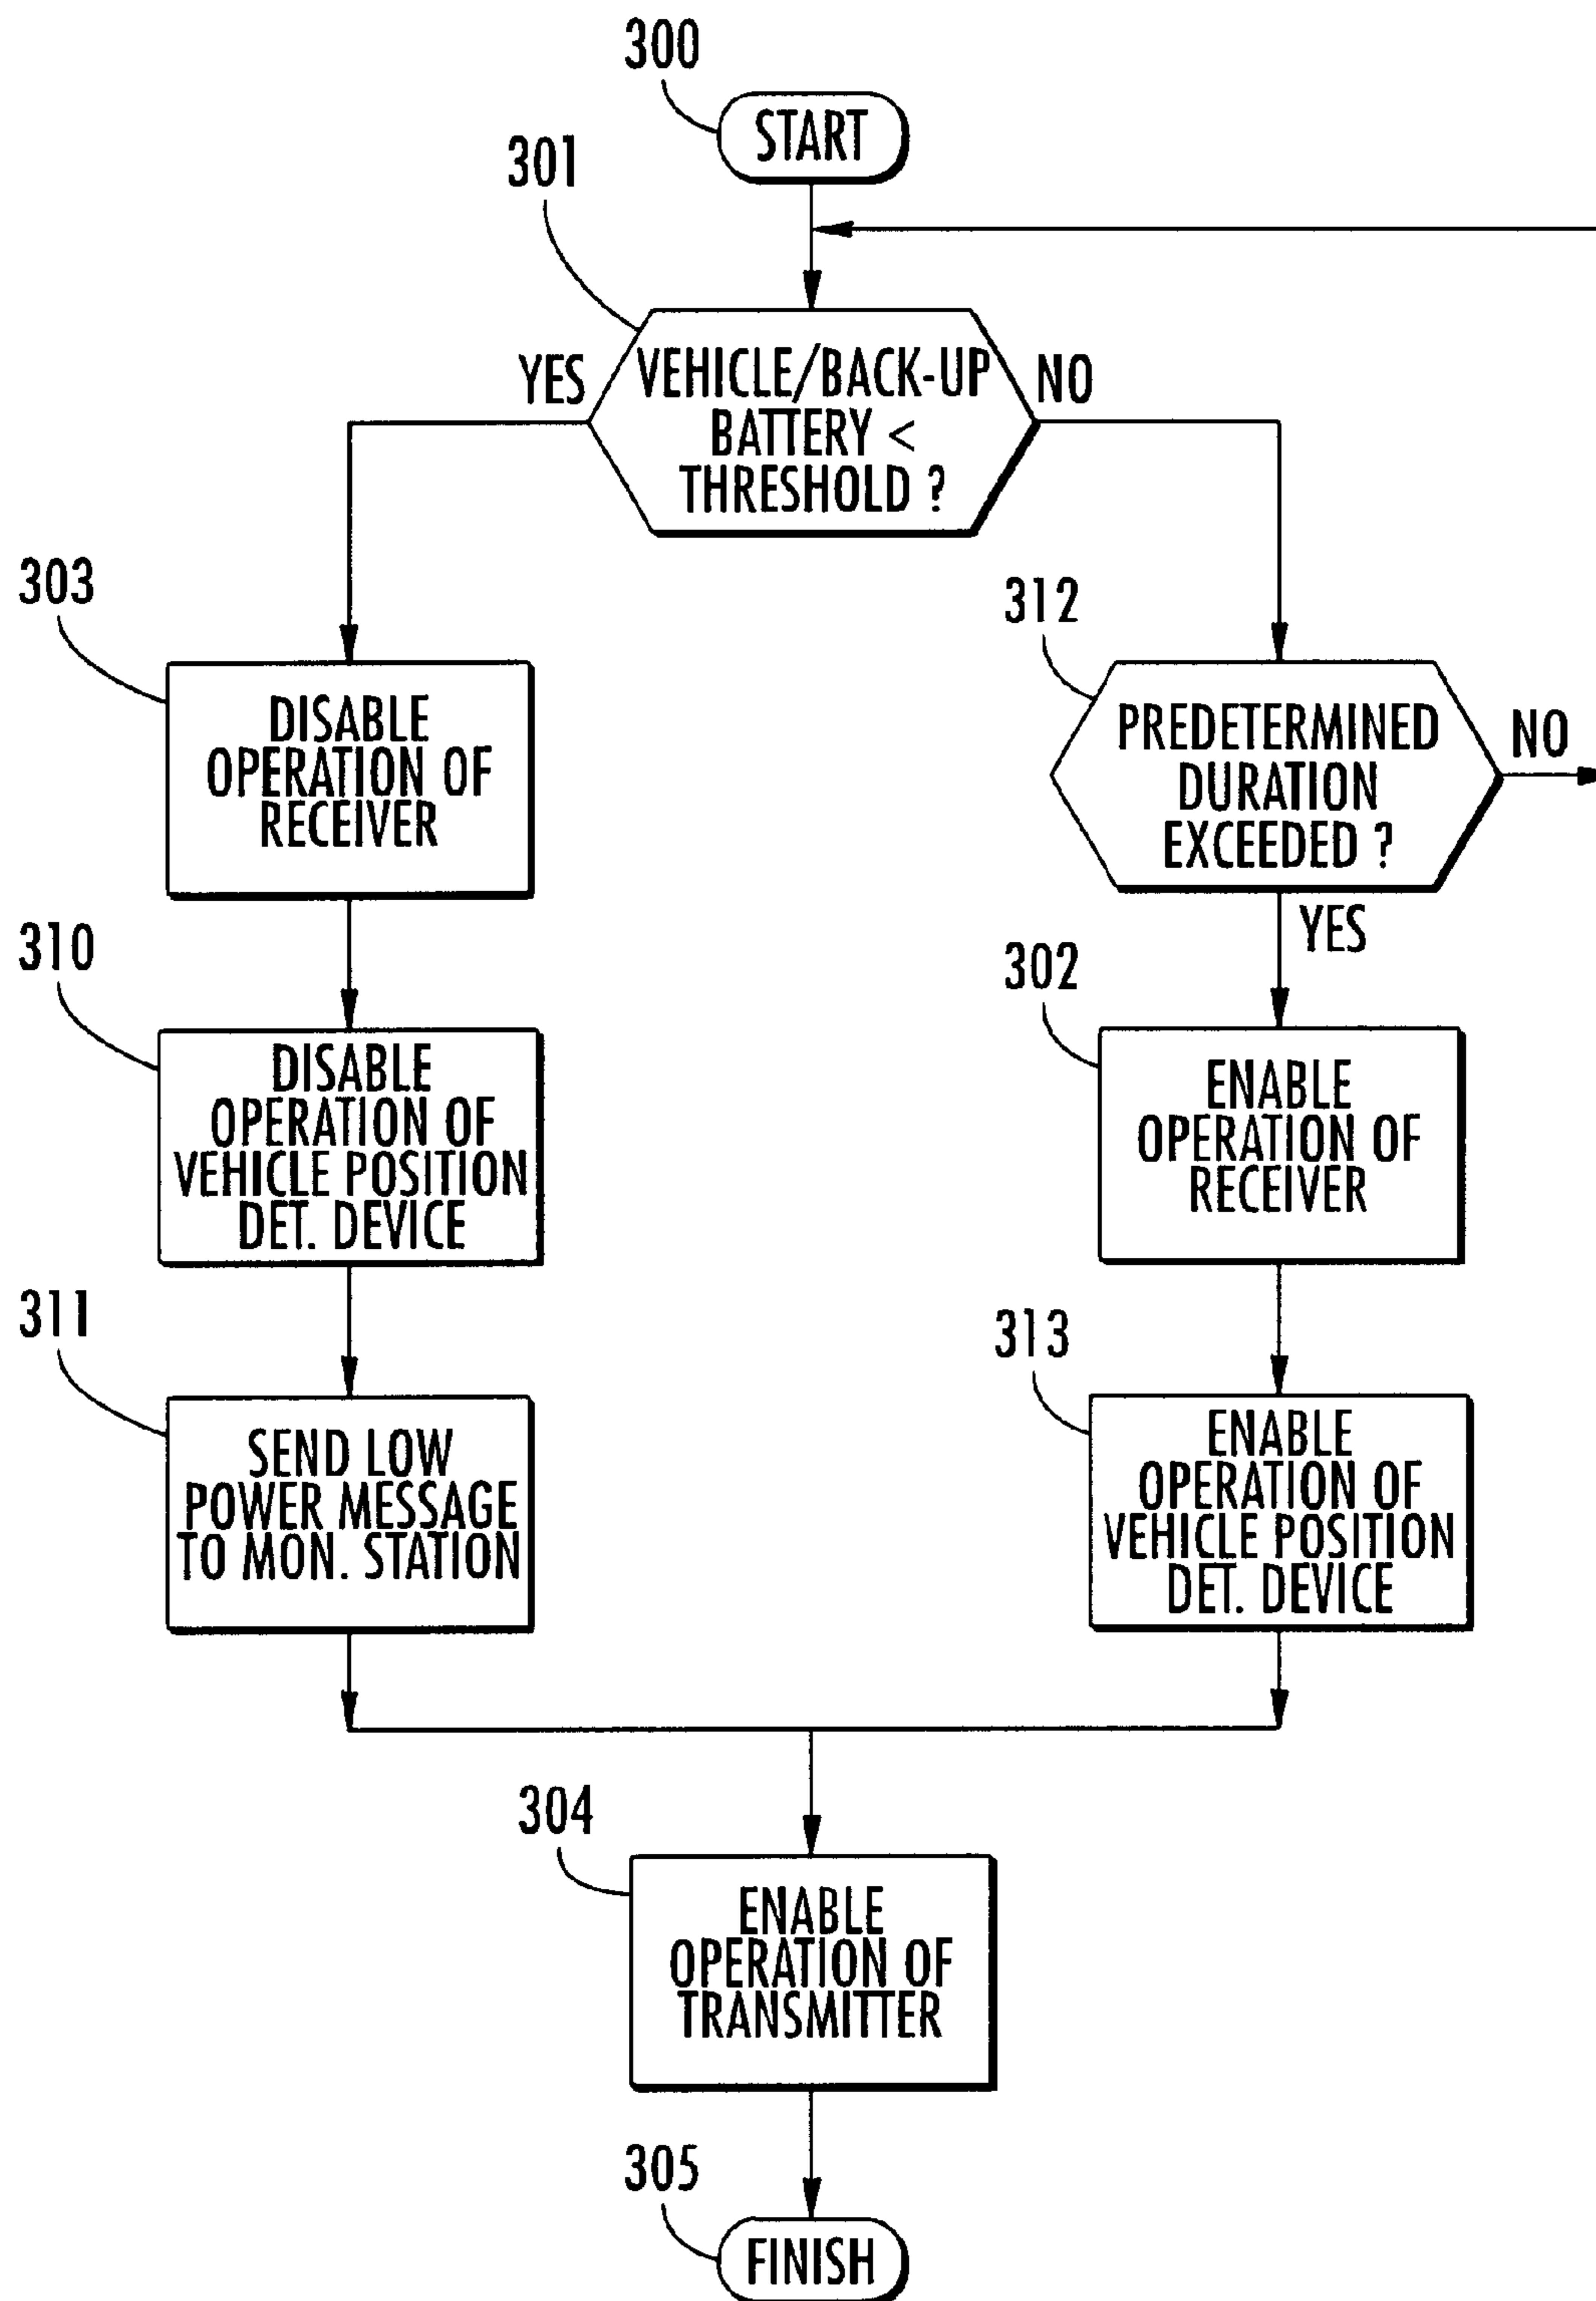 300
START
301
YES
VEHICLE/BACK-UP
BATTERY <
THRESHOLD ?
NO
303
DISABLE
OPERATION OF
RECEIVER
312
PREDETERMINED
DURATION
EXCEEDED ?
NO
YES
310
DISABLE
OPERATION OF
VEHICLE POSITION
DET. DEVICE
302
ENABLE
OPERATION OF
RECEIVER
311
SEND LOW
POWER MESSAGE
TO MON. STATION
313
ENABLE
OPERATION OF
VEHICLE POSITION
DET. DEVICE
304
ENABLE
OPERATION OF
TRANSMITTER
305
FINISH